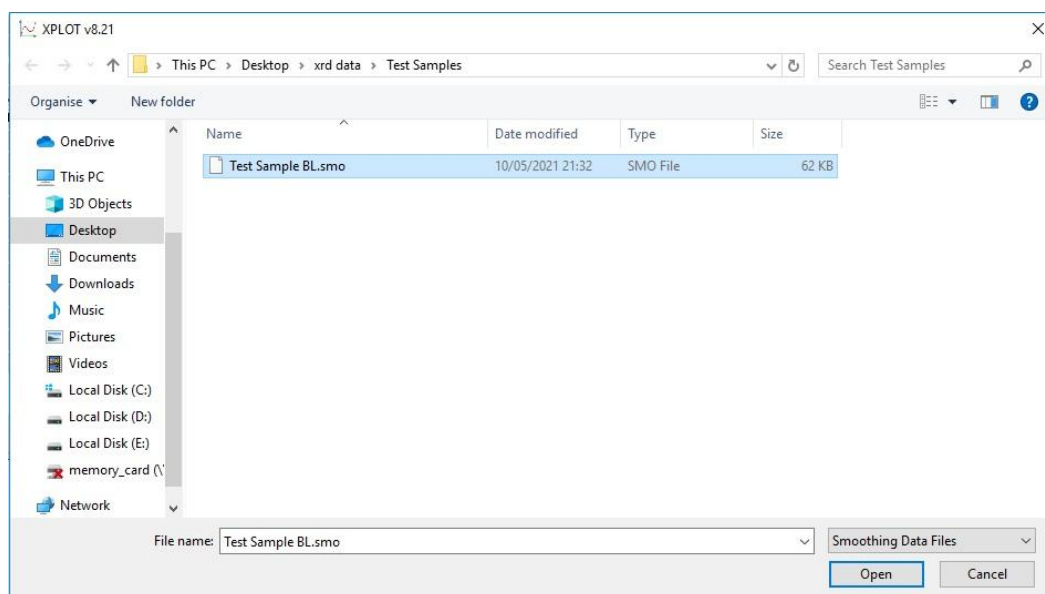 XPLOT v8.21
This PC > Desktop > xrd data > Test Samples
Search Test Samples
Organise
New folder
Name
Date modified
Type
Size
Test Sample BL.smo
10/05/2021 21:32
SMO File
62 KB
OneDrive
This PC
3D Objects
Desktop
Documents
Downloads
Music
Pictures
Videos
Local Disk (C:)
Local Disk (D:)
Local Disk (E:)
memory_card (\\
Network
File name:
Test Sample BL.smo
Smoothing Data Files
Open
Cancel